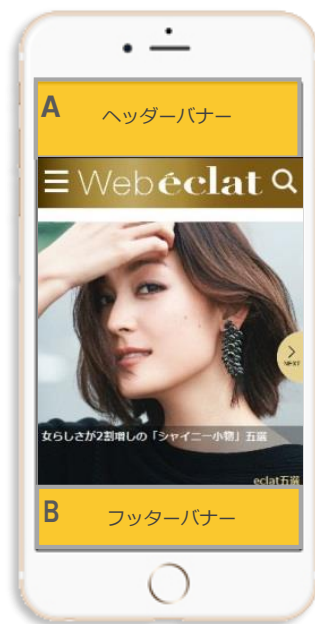 A
ヘッダーバナー
Web éclat
NEXT
女らしさが2割増しの「シャイニー小物」五選
eclat五選
B
フッターバナー